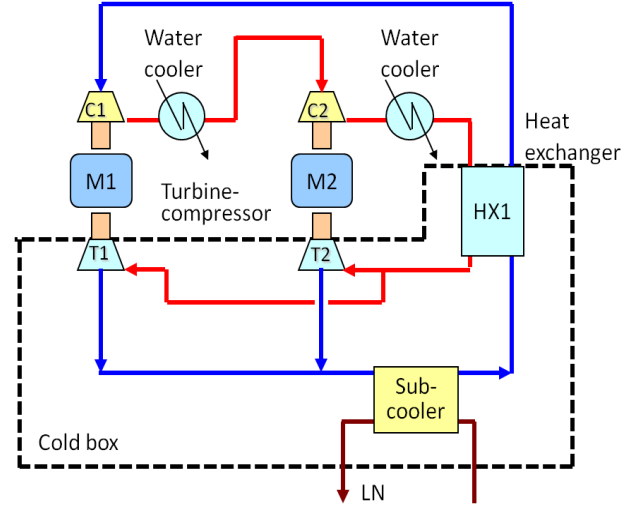 Water
cooler
Water
cooler
C1
C2
Heat
exchanger
M1
Turbine-
compressor
M2
HX1
T1
T2
Sub-
cooler
Cold box
LN